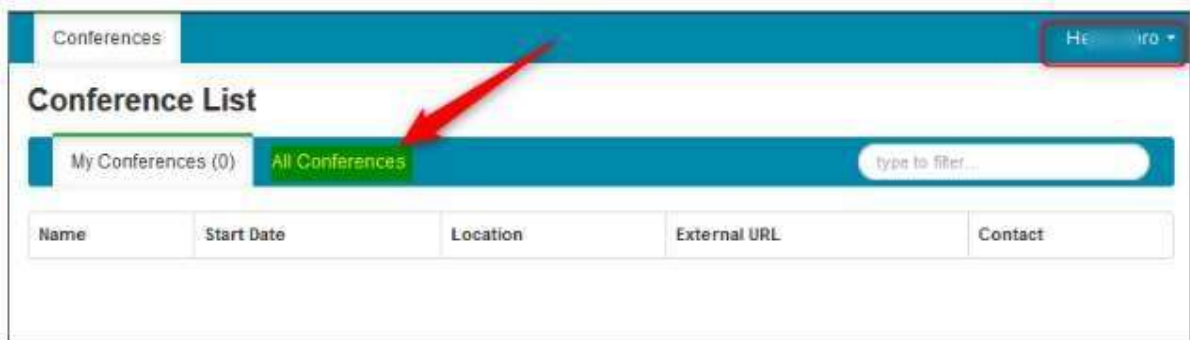 Conferences
Conference List
My Conferences (0) All Conferences type to filter...
Name Start Date Location External URL Contact